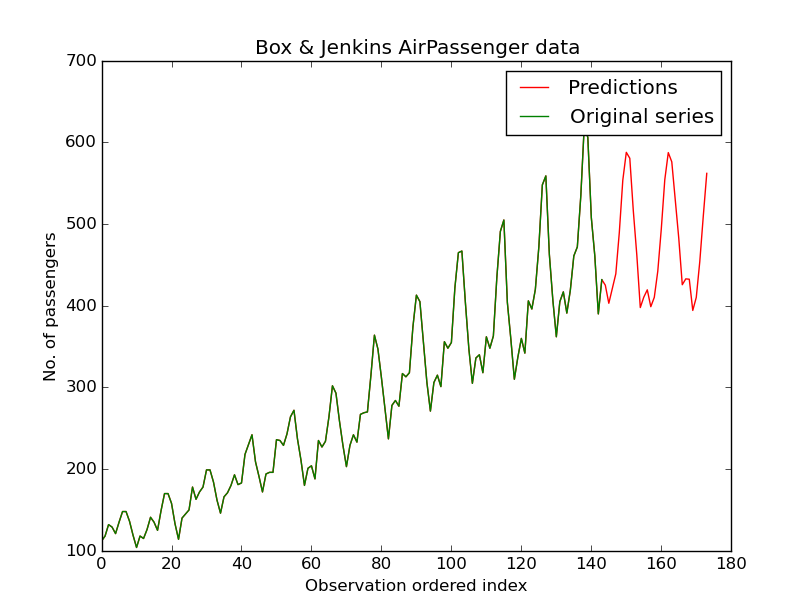 Box & Jenkins AirPassenger data
700
600
500
400
300
200
100
No. of passengers
Predictions
Original series
0 20 40 60 80 100 120 140 160 180
Observation ordered index